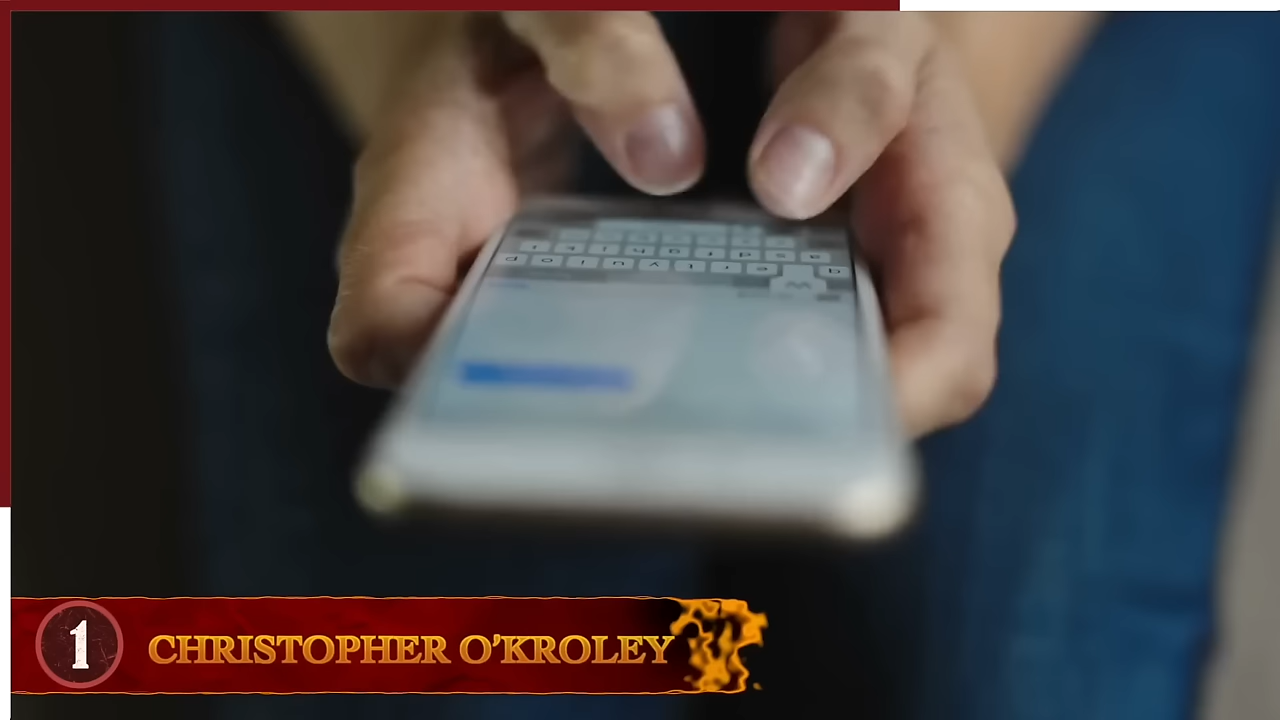 a s d f g h j k l
q w e r t y u i o p
W
1
CHRISTOPHER O'KROLEY